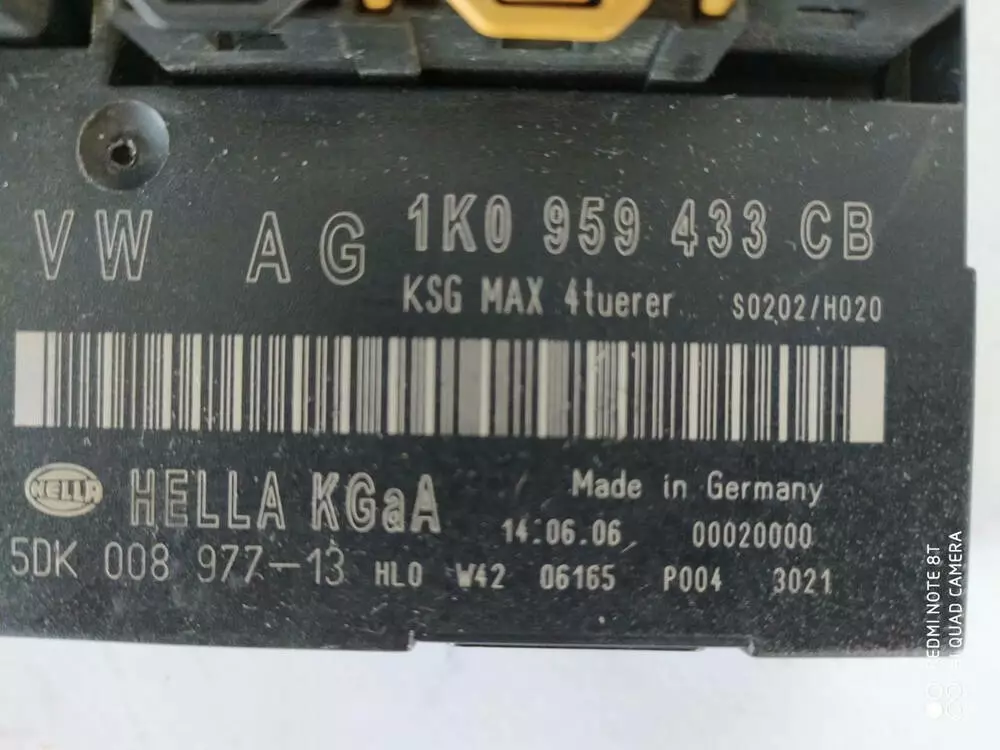 VW AG 1K0 959 433 CB
KSG MAX 4tuerer S0202/H020
HELLA HELLA KGaA Made in Germany
14.06.06 00020000
5DK 008 977-13 HLO W42 06165 P004 3021
REDMI NOTE 8T
AI QUAD CAMERA